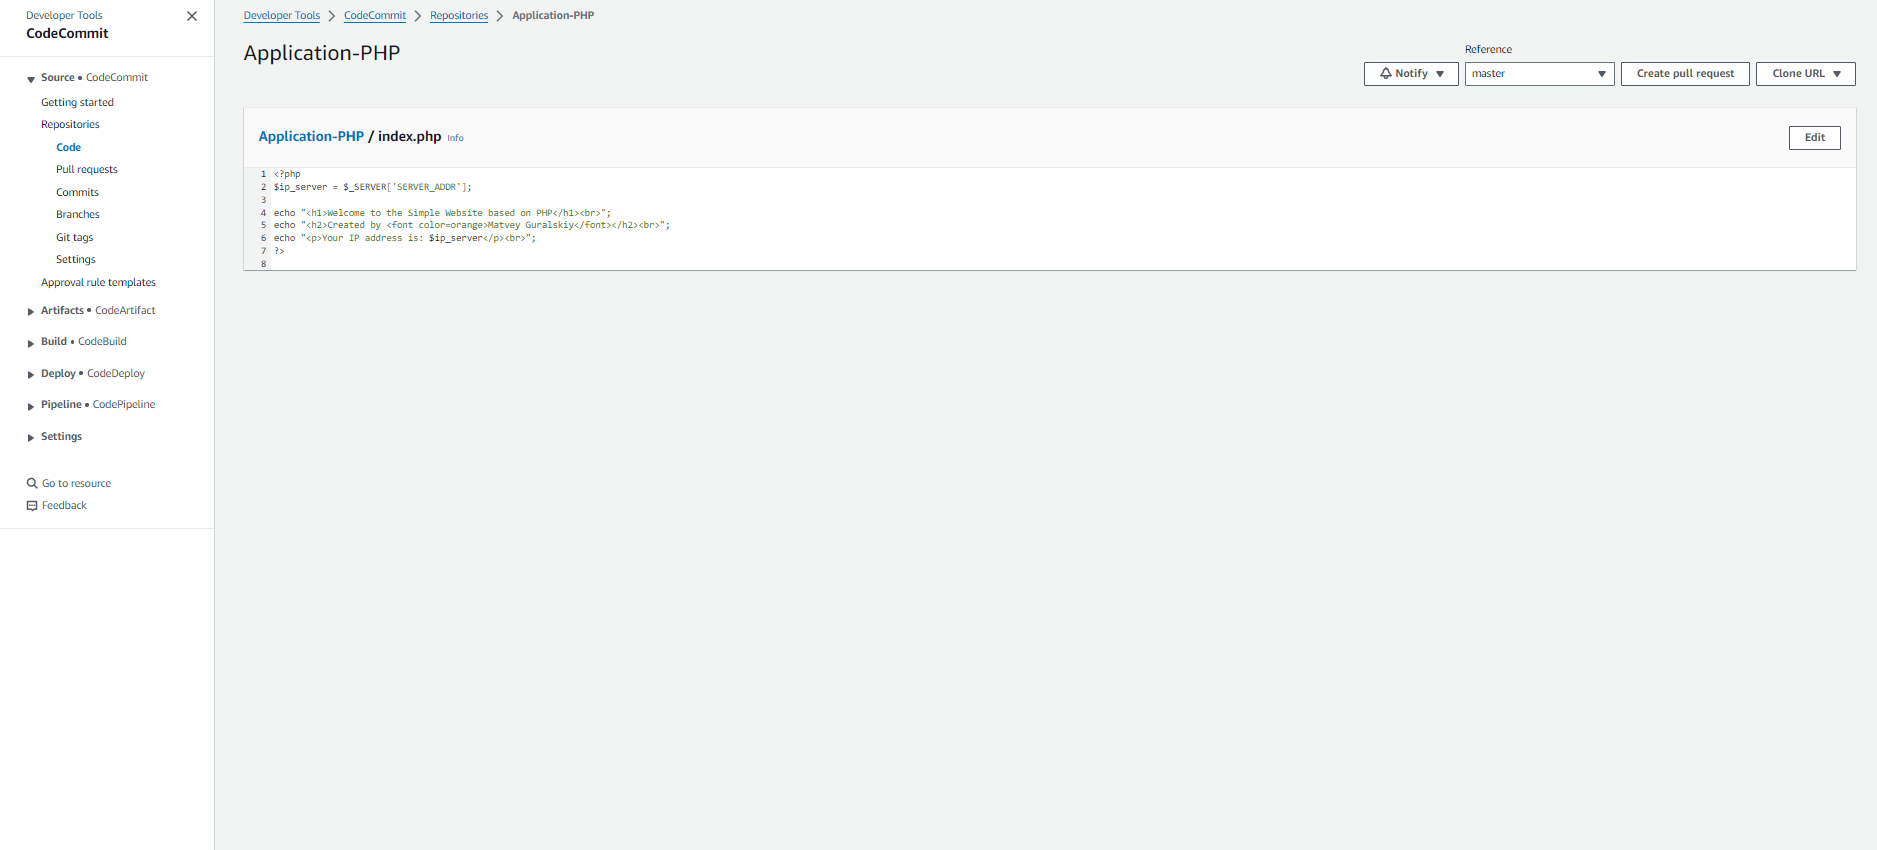 Developer Tools
CodeCommit
Source • CodeCommit
Getting started
Repositories
Code
Pull requests
Commits
Branches
Git tags
Settings
Approval rule templates
Artifacts • CodeArtifact
Build • CodeBuild
Deploy • CodeDeploy
Pipeline • CodePipeline
Settings
Go to resource
Feedback
Developer Tools > CodeCommit > Repositories > Application-PHP
Application-PHP
Reference
Notify master Create pull request Clone URL
Application-PHP / index.php Info
Edit
1 <?php
2 $ip_server = $_SERVER['SERVER_ADDR'];
3
4 echo "<h1>Welcome to the Simple Website based on PHP</h1><br>";
5 echo "<h2>Created by <font color=orange>Matvey Guralskiy</font></h2><br>";
6 echo "<p>Your IP address is: $ip_server</p><br>";
7 ?>
8